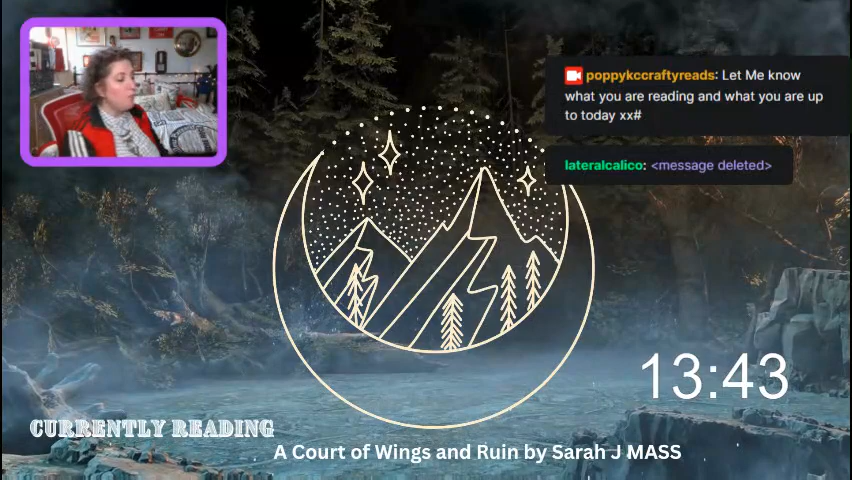 poppykccraftyreads: Let Me know
what you are reading and what you are up
to today xx#
lateralcalico: <message deleted>
13:43
CURRENTLY READING
A Court of Wings and Ruin by Sarah J MASS